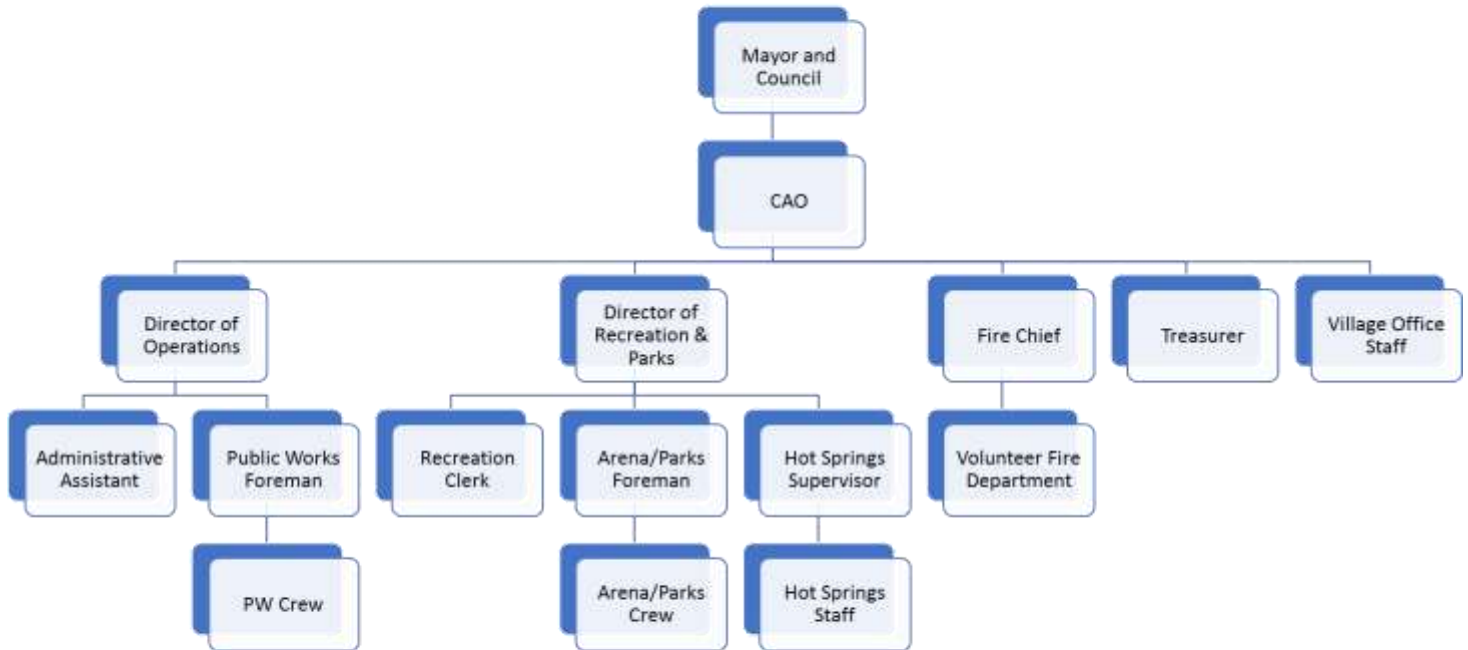 Mayor and
Council
CAO
Director of
Operations
Director of
Recreation &
Parks
Fire Chief
Treasurer
Village Office
Staff
Administrative
Assistant
Public Works
Foreman
Recreation
Clerk
Arena/Parks
Foreman
Hot Springs
Supervisor
Volunteer Fire
Department
PW Crew
Arena/Parks
Crew
Hot Springs
Staff